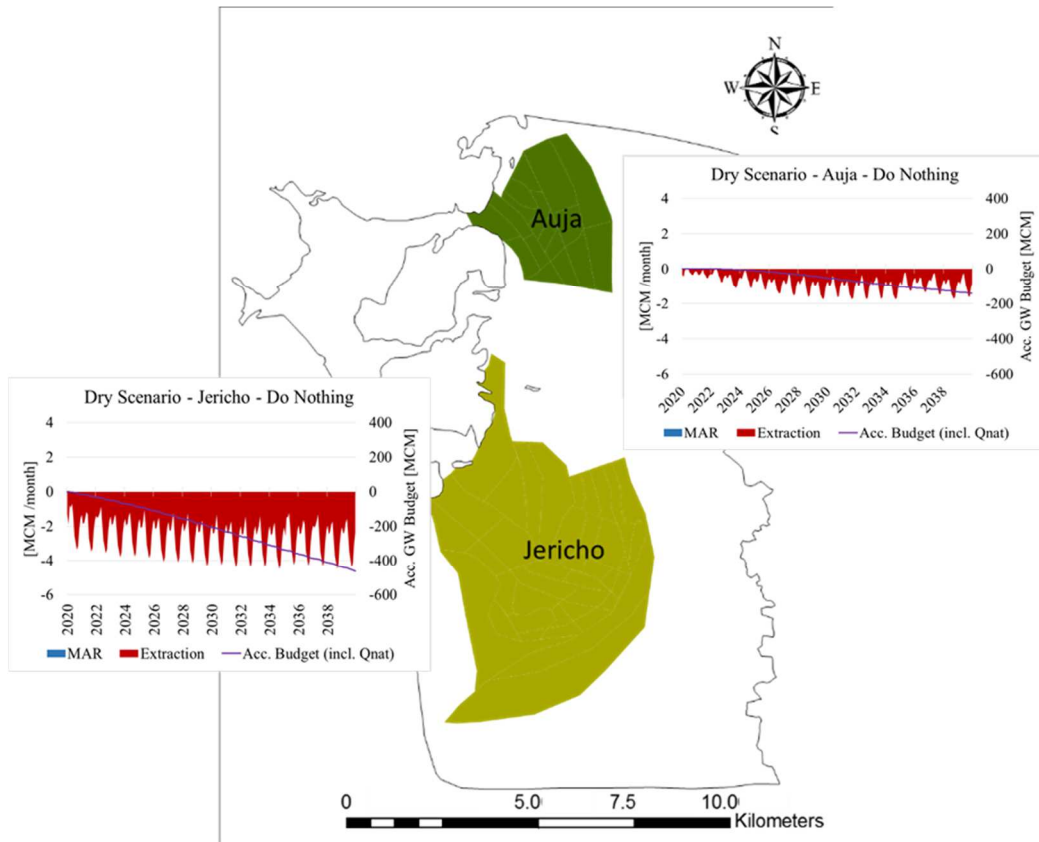 N
W E
S
Auja
Dry Scenario - Auja - Do Nothing
4 400
2 200
0 0
-2 -200
-4 -400
-6 -600
[MCM /month]
Acc. GW Budget [MCM]
2020 2022 2024 2026 2028 2030 2032 2034 2036 2038
MAR Extraction Acc. Budget (incl. Qnat)
Dry Scenario - Jericho - Do Nothing
4 400
2 200
0 0
-2 -200
-4 -400
-6 -600
[MCM /month]
Acc. GW Budget [MCM]
2020 2022 2024 2026 2028 2030 2032 2034 2036 2038
MAR Extraction Acc. Budget (incl. Qnat)
Jericho
0 5.0 7.5 10.0
Kilometers